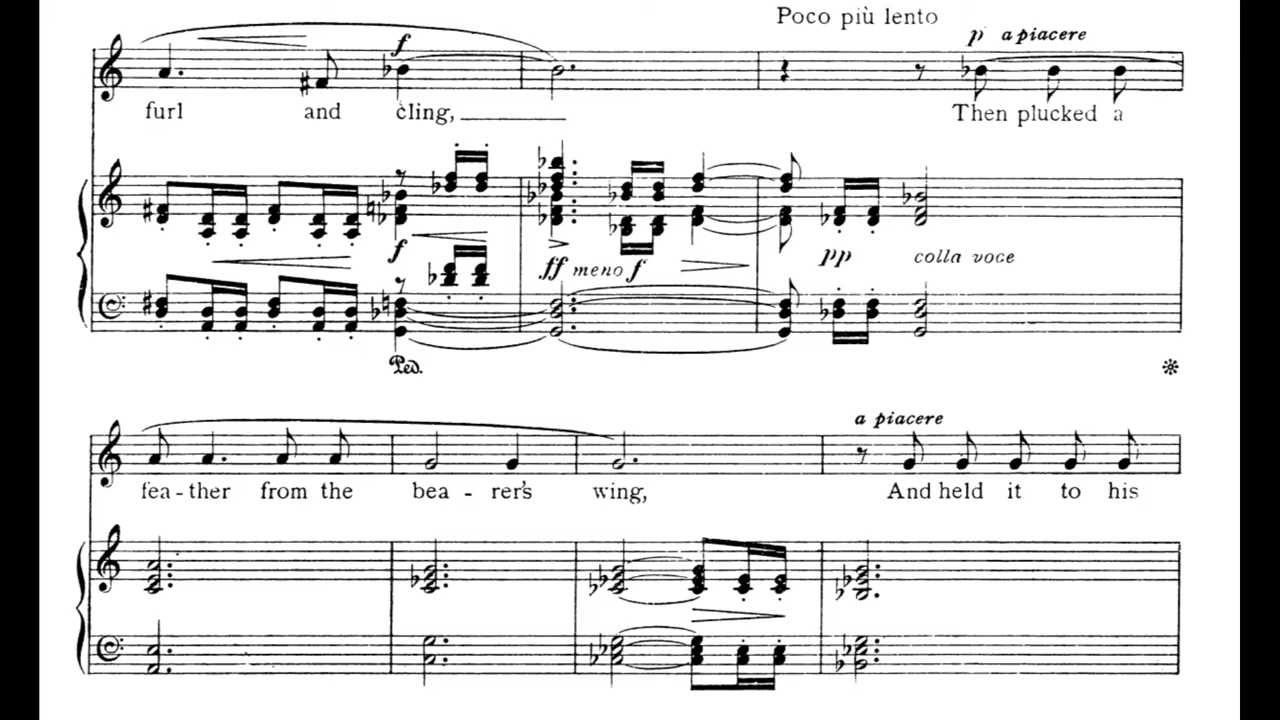 Poco più lento
f p a piacere
furl and cling, Then plucked a
f ff meno f pp colla voce
Ped.
a piacere
fea - ther from the bea - rer's wing, And held it to his